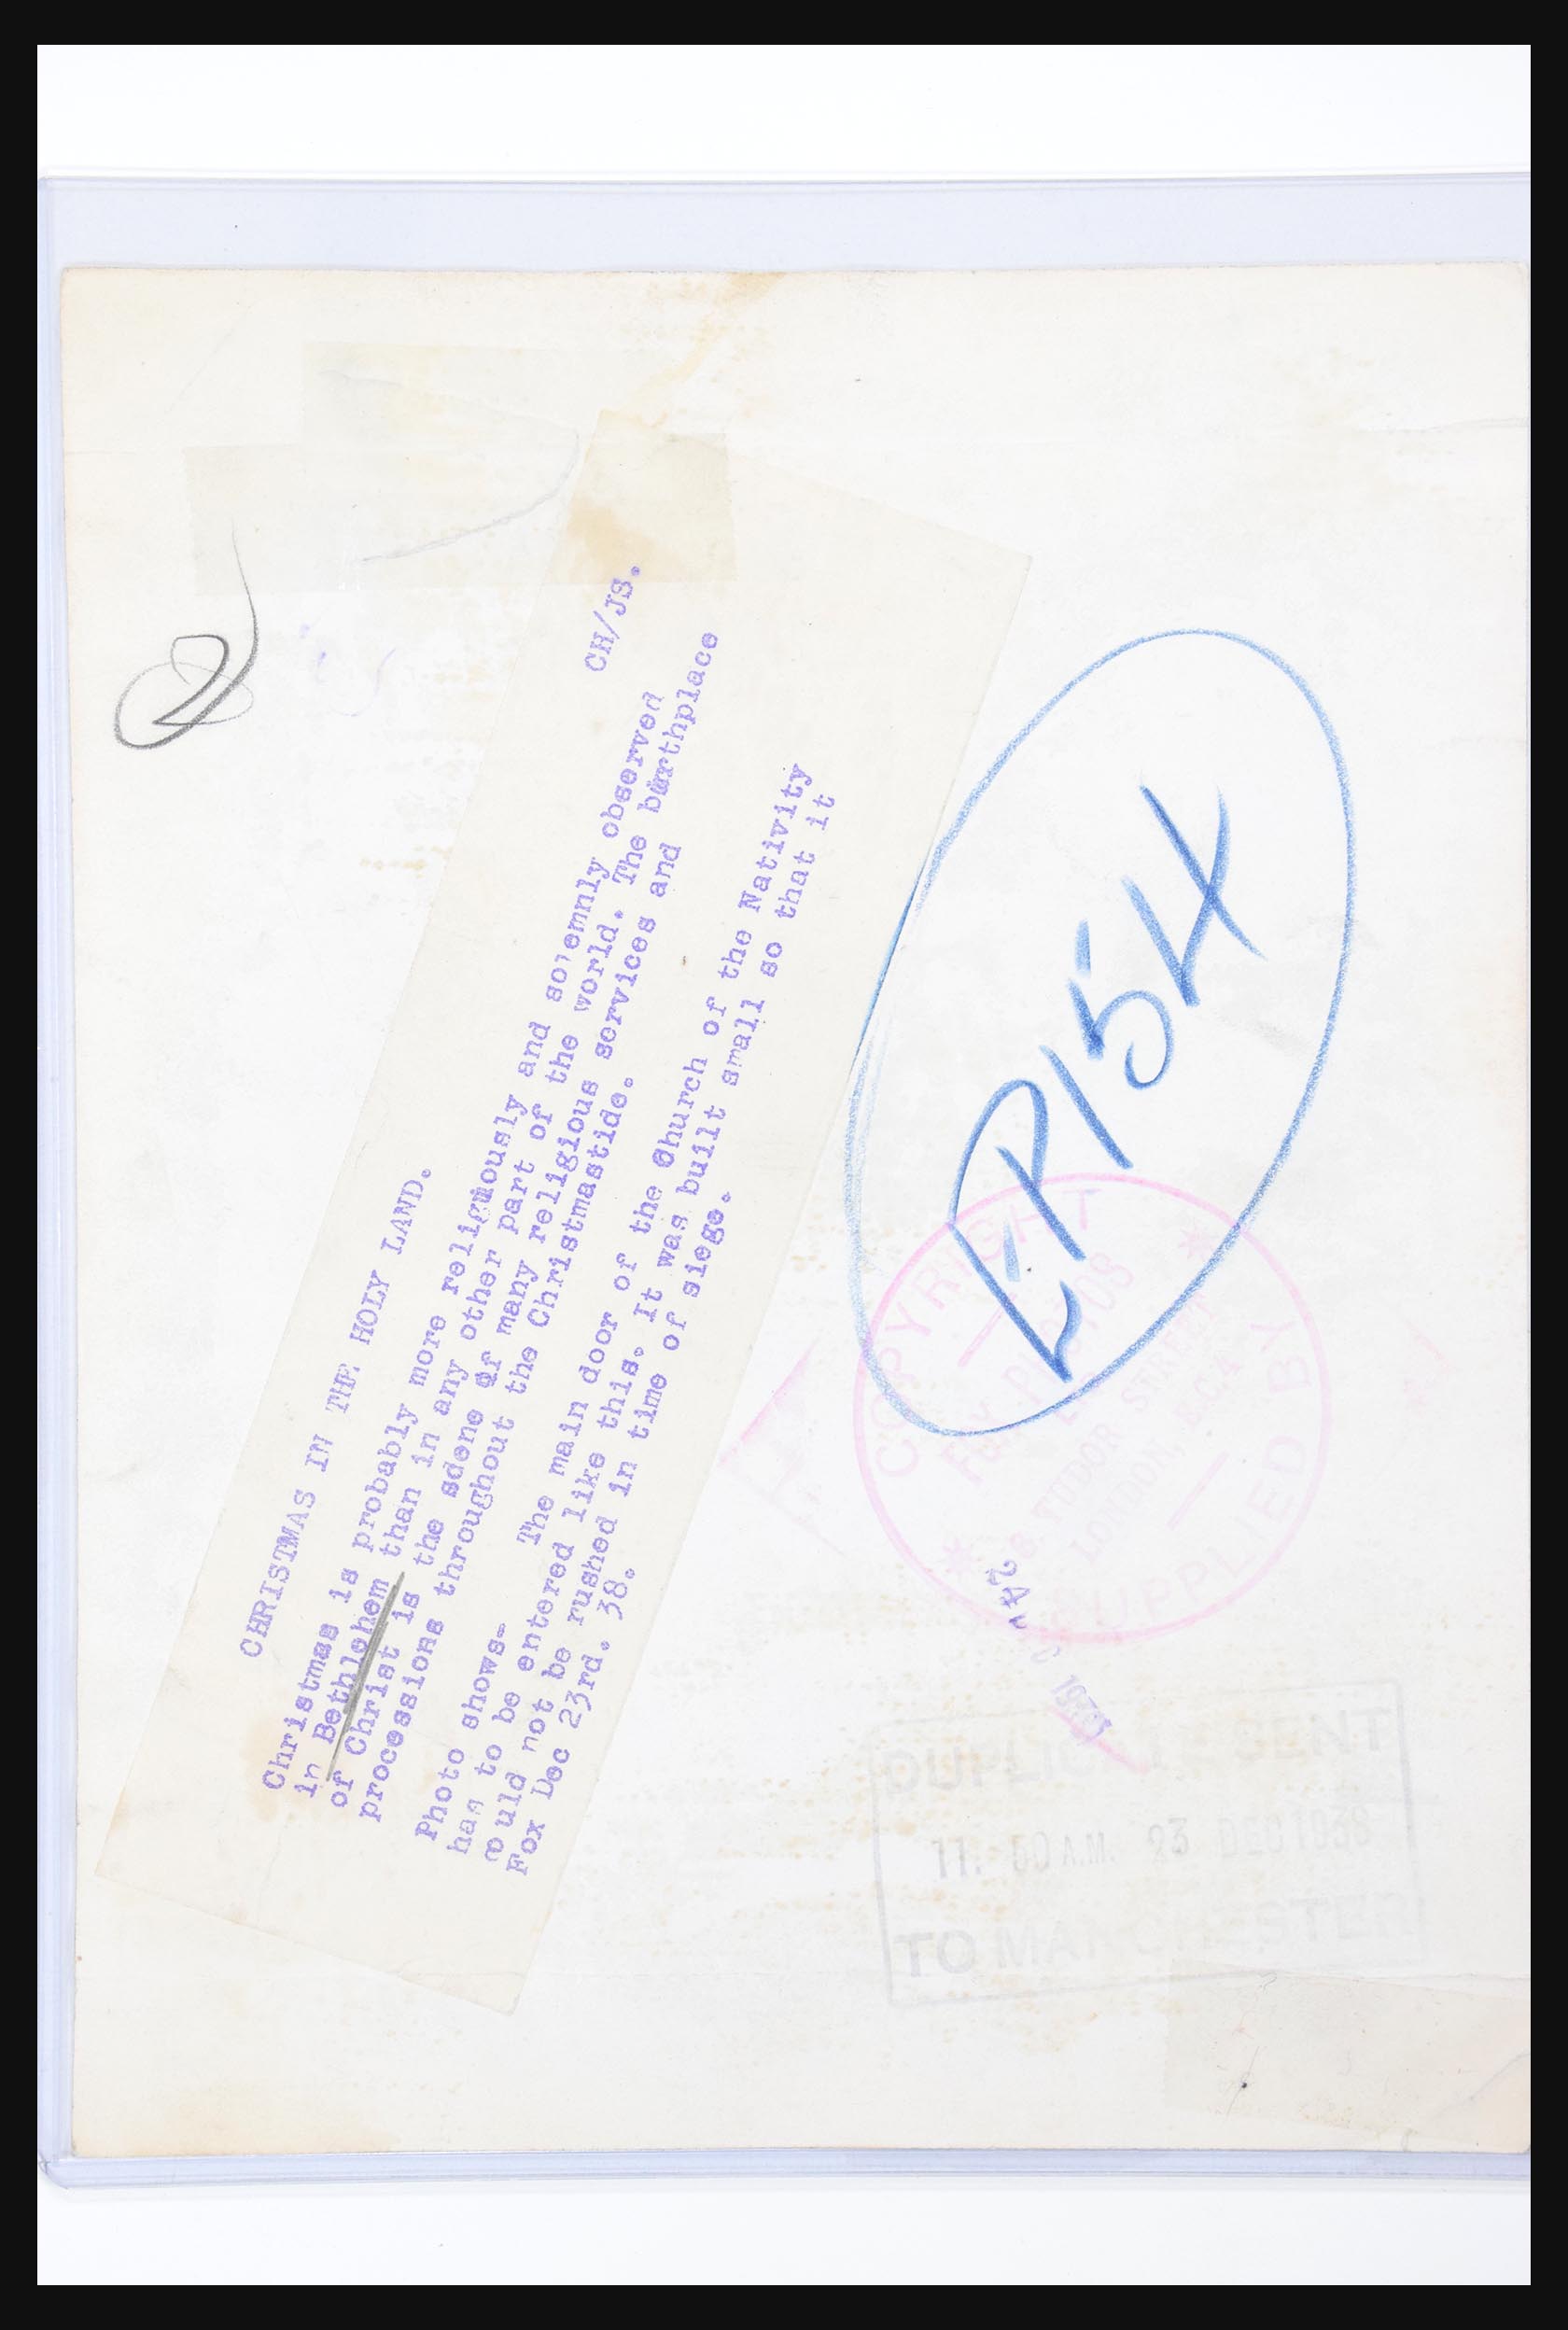 CHRISTMAS IN THE HOLY LAND.
CH/JS.
Christmas is probably more religiously and solemnly observed
in Bethlehem than in any other part of the world. The birthplace
of Christ is the sdene of many religious services and
processions throughout the Christmastide.
Photo shows- The main door of the Church of the Nativity
has to be entered like this. It was built small so that it
could not be rushed in time of siege.
Fox Dec 23rd. 38.
P154
COPYRIGHT
FOX PHOTOS
TUDOR STREET
LONDON E.C.4
SUPPLIED BY
1938
DUPLICATE SENT
11. 50 A.M. 23 DEC 1938
TO MANCHESTER